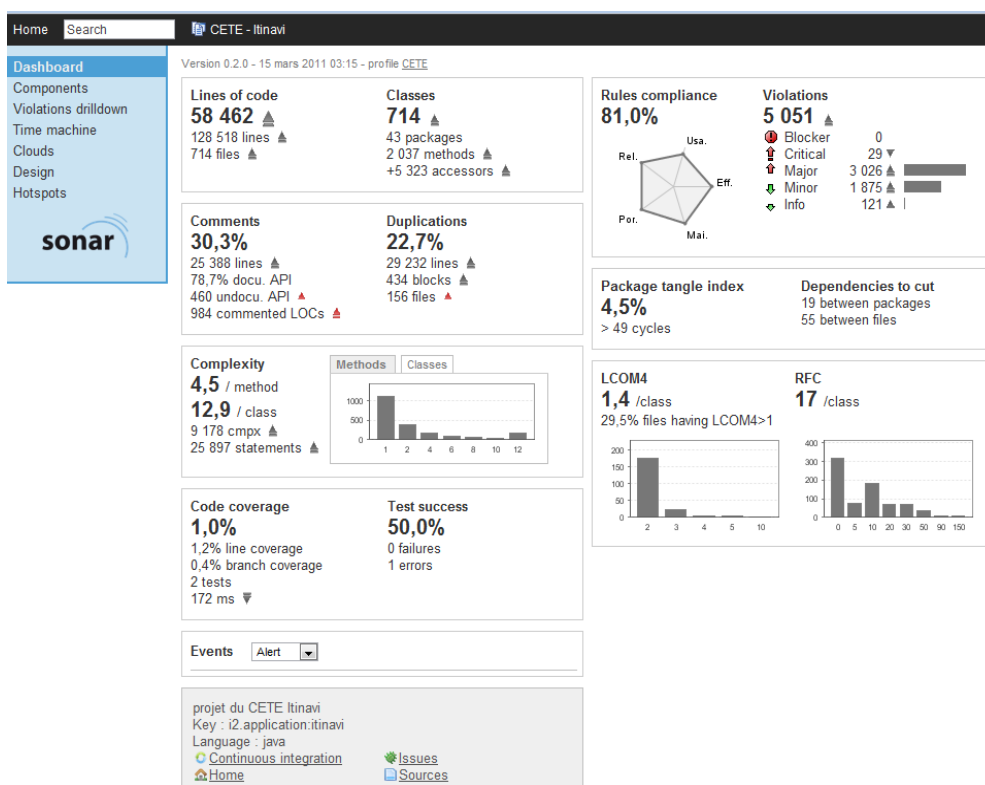 Home Search CETE - Itinavi
Dashboard
Components
Violations drilldown
Time machine
Clouds
Design
Hotspots
sonar
Version 0.2.0 - 15 mars 2011 03:15 - profile CETE
Lines of code
58 462
128 518 lines
714 files
Classes
714
43 packages
2 037 methods
+5 323 accessors
Comments
30,3%
25 388 lines
78,7% docu. API
460 undocu. API
984 commented LOCs
Duplications
22,7%
29 232 lines
434 blocks
156 files
Complexity
4,5 / method
12,9 / class
9 178 cmpx
25 897 statements
Methods Classes
1000
500
0
1 2 4 6 8 10 12
Code coverage
1,0%
1,2% line coverage
0,4% branch coverage
2 tests
172 ms
Test success
50,0%
0 failures
1 errors
Events Alert
projet du CETE Itinavi
Key : i2.application:itinavi
Language : java
Continuous integration Issues
Home Sources
Rules compliance
81,0%
Usa.
Rel.
Eff.
Por.
Mai.
Violations
5 051
Blocker 0
Critical 29
Major 3 026
Minor 1 875
Info 121
Package tangle index
4,5%
> 49 cycles
Dependencies to cut
19 between packages
55 between files
LCOM4
1,4 /class
29,5% files having LCOM4>1
200
150
100
50
0
2 3 4 5 10
RFC
17 /class
400
300
200
100
0
0 5 10 20 30 50 90 150